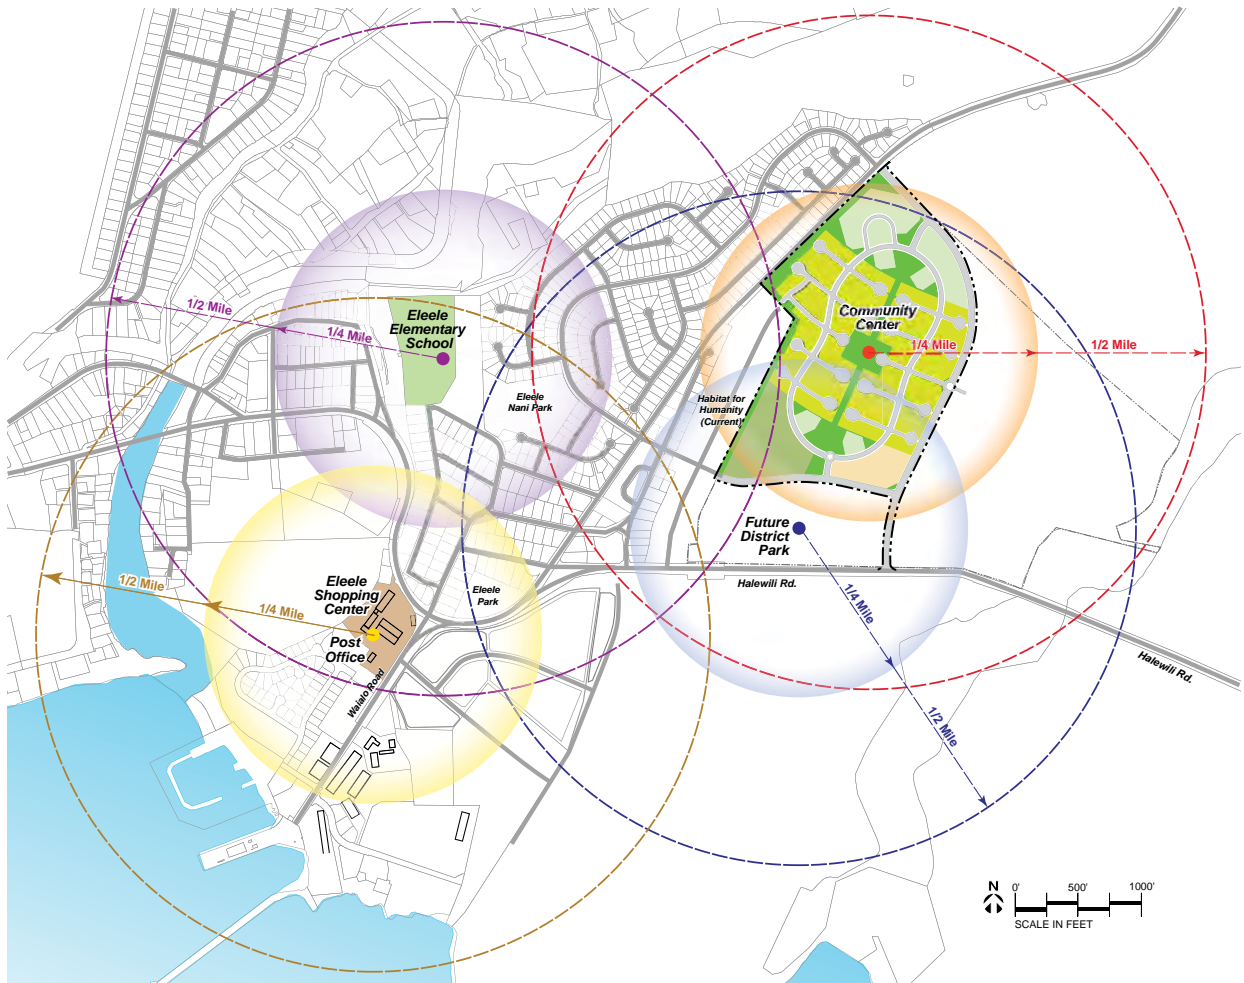 1/2 Mile
1/4 Mile
Eleele
Elementary
School
Eleele
Nani Park
Community
Center
1/4 Mile
1/2 Mile
Habitat for
Humanity
(Current)
Future
District
Park
Halewili Rd.
1/4 Mile
1/2 Mile
Halewili Rd.
1/2 Mile
1/4 Mile
Eleele
Shopping
Center
Post
Office
Eleele
Park
Waialo Road
N
0'
500'
1000'
SCALE IN FEET